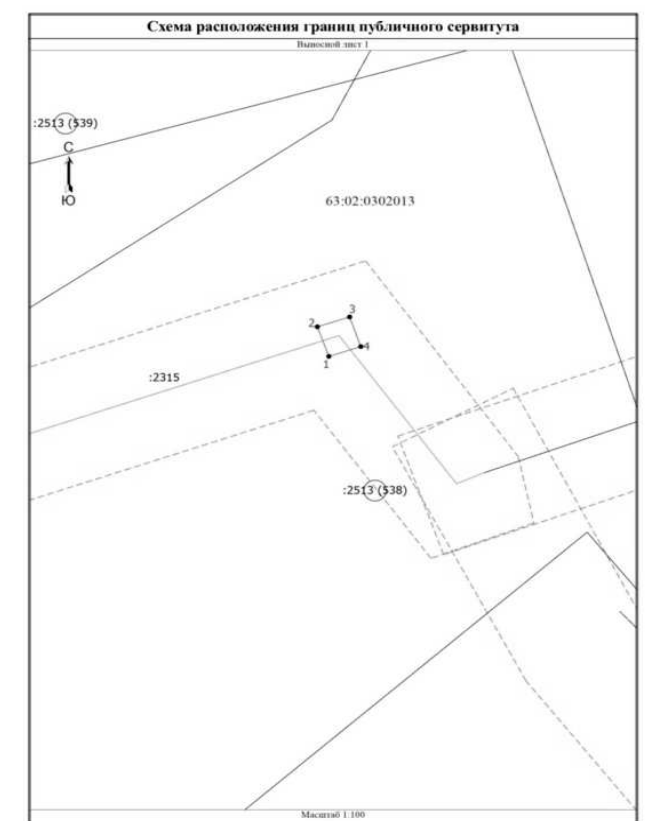 Схема расположения границ публичного сервитута
Выносной лист 1
:2513 (539)
С
Ю
63:02:0302013
3
2
4
1
:2315
:2513 (538)
Масштаб 1:100